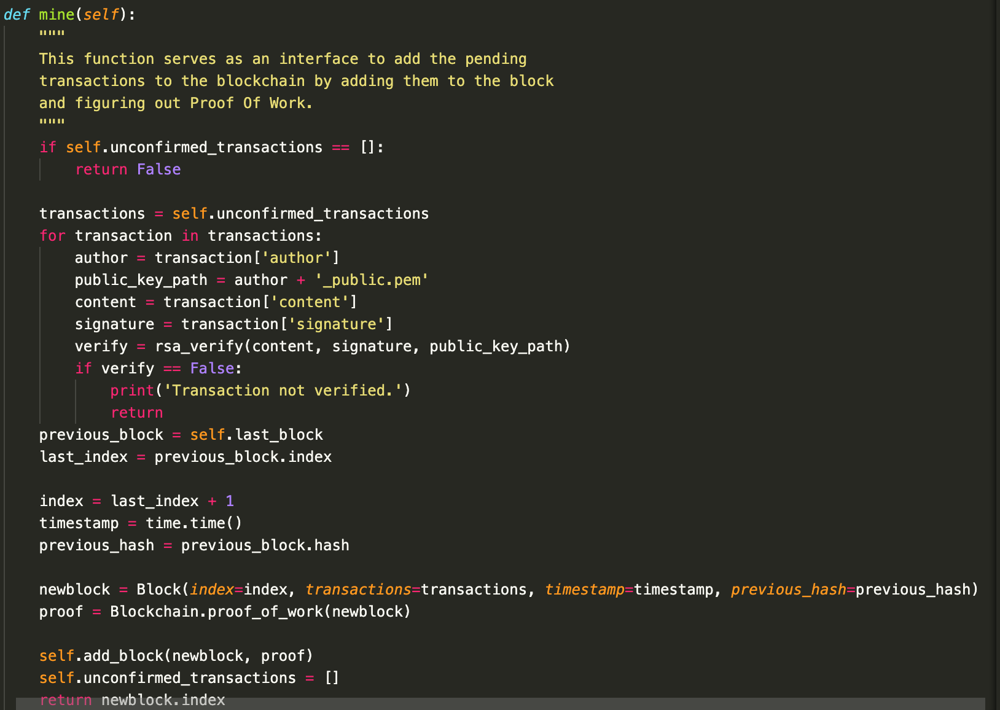 def mine(self):
    """
    This function serves as an interface to add the pending
    transactions to the blockchain by adding them to the block
    and figuring out Proof Of Work.
    """
    if self.unconfirmed_transactions == []:
        return False

    transactions = self.unconfirmed_transactions
    for transaction in transactions:
        author = transaction['author']
        public_key_path = author + '_public.pem'
        content = transaction['content']
        signature = transaction['signature']
        verify = rsa_verify(content, signature, public_key_path)
        if verify == False:
            print('Transaction not verified.')
            return
    previous_block = self.last_block
    last_index = previous_block.index

    index = last_index + 1
    timestamp = time.time()
    previous_hash = previous_block.hash

    newblock = Block(index=index, transactions=transactions, timestamp=timestamp, previous_hash=previous_hash)
    proof = Blockchain.proof_of_work(newblock)

    self.add_block(newblock, proof)
    self.unconfirmed_transactions = []
    return newblock.index